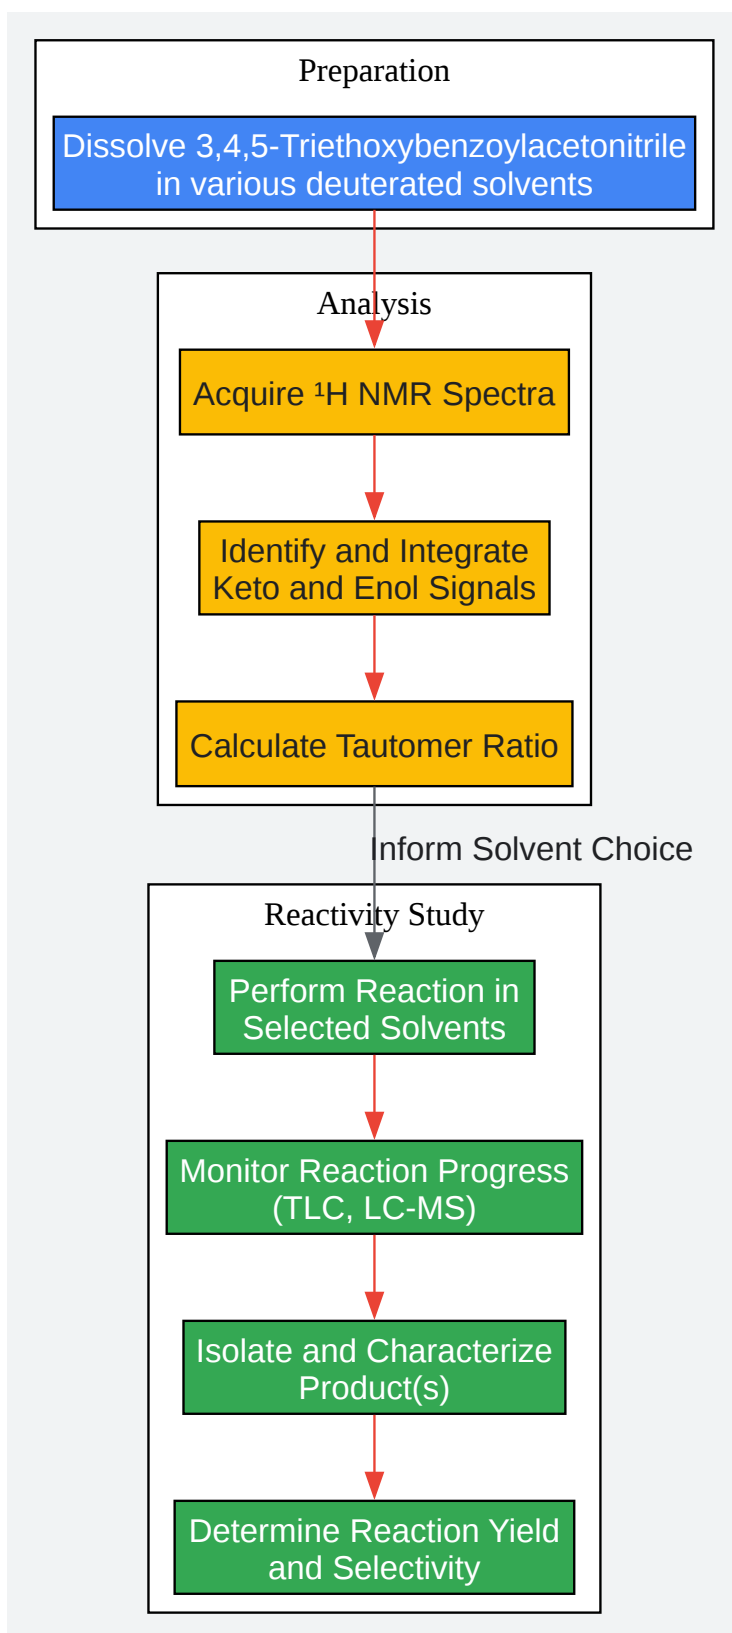 Preparation
Dissolve 3,4,5-Triethoxybenzoylacetonitrile
in various deuterated solvents
Analysis
Acquire ¹H NMR Spectra
Identify and Integrate
Keto and Enol Signals
Calculate Tautomer Ratio
Inform Solvent Choice
Reactivity Study
Perform Reaction in
Selected Solvents
Monitor Reaction Progress
(TLC, LC-MS)
Isolate and Characterize
Product(s)
Determine Reaction Yield
and Selectivity